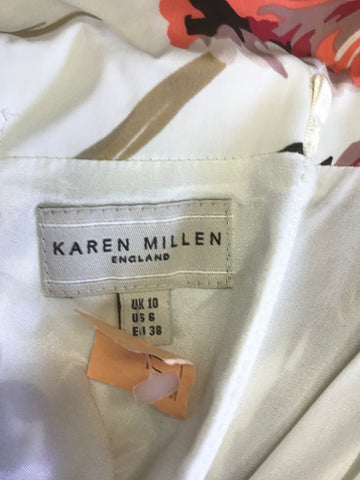 KAREN MILLEN
ENGLAND
UK 10
US 6
EU 38